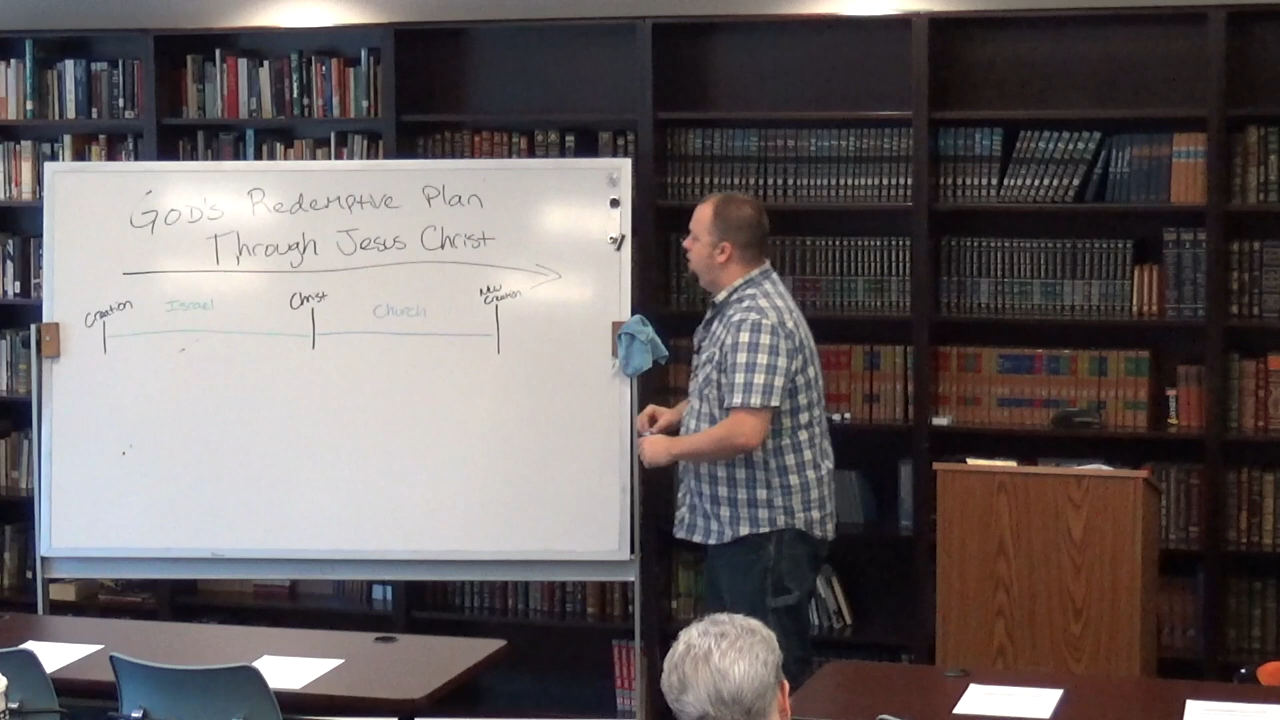 GOD'S Redemptive Plan
Through Jesus Christ
Creation Israel Christ Church New Creation